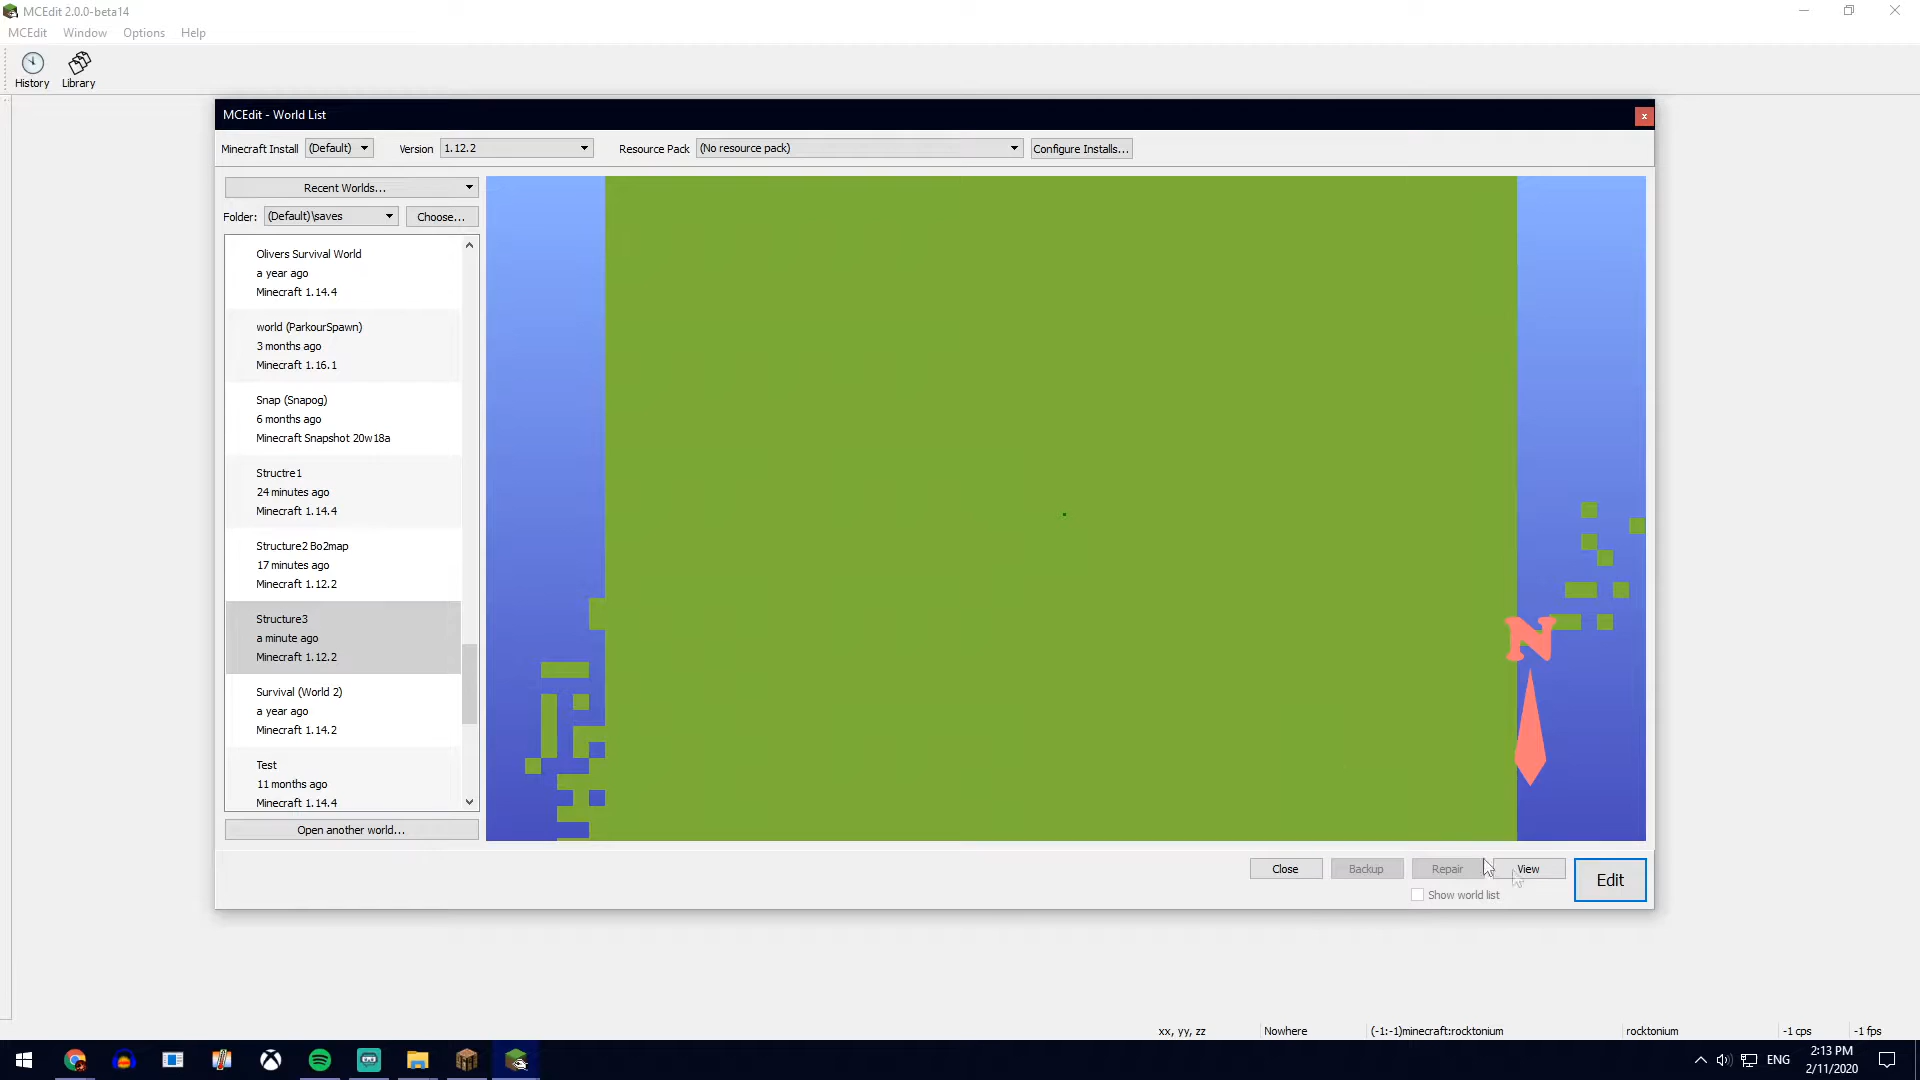 MCEdit 2.0.0-beta14
MCEdit Window Options Help
History Library
MCEdit - World List
Minecraft Install (Default) Version 1.12.2 Resource Pack (No resource pack) Configure Installs...
Recent Worlds...
Folder: (Default)\saves Choose...
Olivers Survival World
a year ago
Minecraft 1.14.4
world (ParkourSpawn)
3 months ago
Minecraft 1.16.1
Snap (Snapog)
6 months ago
Minecraft Snapshot 20w18a
Structre1
24 minutes ago
Minecraft 1.14.4
Structure2 Bo2map
17 minutes ago
Minecraft 1.12.2
Structure3
a minute ago
Minecraft 1.12.2
Survival (World 2)
a year ago
Minecraft 1.14.2
Test
11 months ago
Minecraft 1.14.4
N
Open another world...
Close Backup Repair View Edit
Show world list
xx, yy, zz Nowhere (-1:-1)minecraft:rocktonium rocktonium -1 cps -1 fps
ENG 2:13 PM
2/11/2020